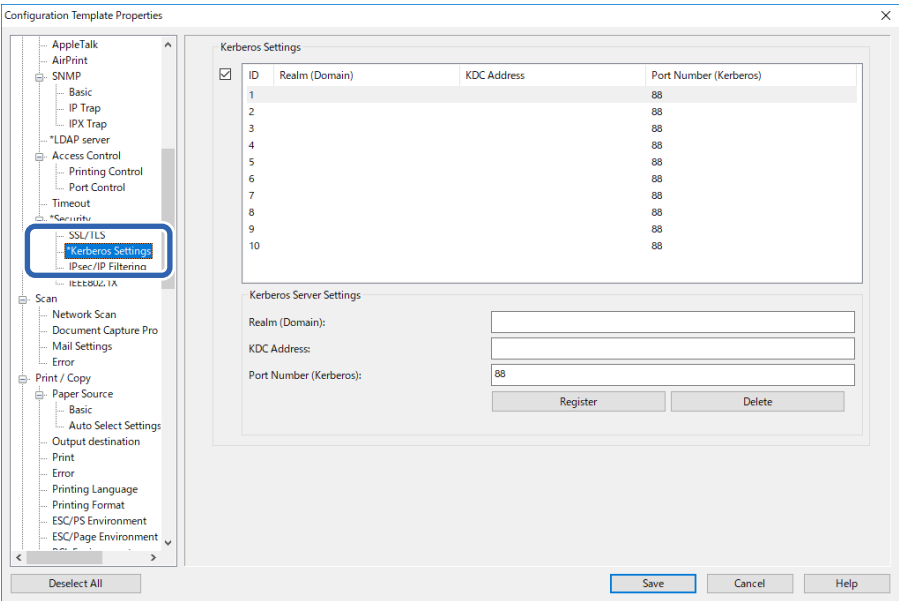 Configuration Template Properties
AppleTalk
AirPrint
SNMP
Basic
IP Trap
IPX Trap
*LDAP server
Access Control
Printing Control
Port Control
Timeout
*Security
SSL/TLS
*Kerberos Settings
IPsec/IP Filtering
IEEE802.1X
Scan
Network Scan
Document Capture Pro
Mail Settings
Error
Print / Copy
Paper Source
Basic
Auto Select Settings
Output destination
Print
Error
Printing Language
Printing Format
ESC/PS Environment
ESC/Page Environment
Kerberos Settings
ID Realm (Domain) KDC Address Port Number (Kerberos)
1 88
2 88
3 88
4 88
5 88
6 88
7 88
8 88
9 88
10 88
Kerberos Server Settings
Realm (Domain):
KDC Address:
Port Number (Kerberos): 88
Register Delete
Deselect All Save Cancel Help